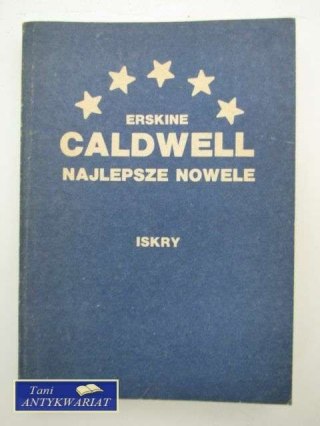 ERSKINE
CALDWELL
NAJLEPSZE NOWELE
ISKRY
Tani
ANTYKWARIAT